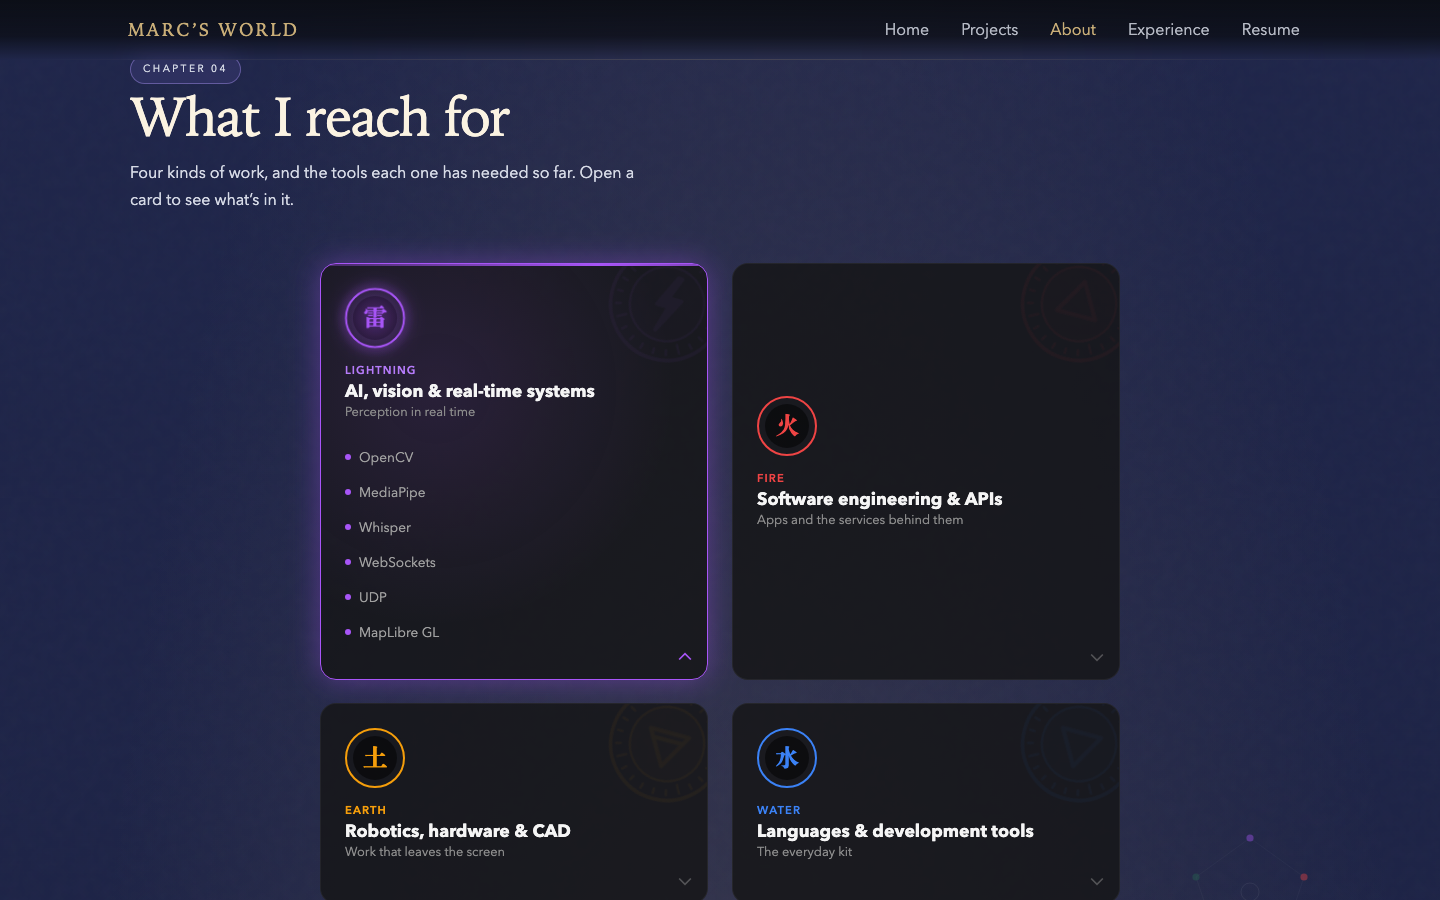 MARC’S WORLD
Home Projects About Experience Resume
CHAPTER 04
What I reach for
Four kinds of work, and the tools each one has needed so far. Open a
card to see what’s in it.
雷
LIGHTNING
AI, vision & real-time systems
Perception in real time
OpenCV
MediaPipe
Whisper
WebSockets
UDP
MapLibre GL
火
FIRE
Software engineering & APIs
Apps and the services behind them
土
EARTH
Robotics, hardware & CAD
Work that leaves the screen
水
WATER
Languages & development tools
The everyday kit